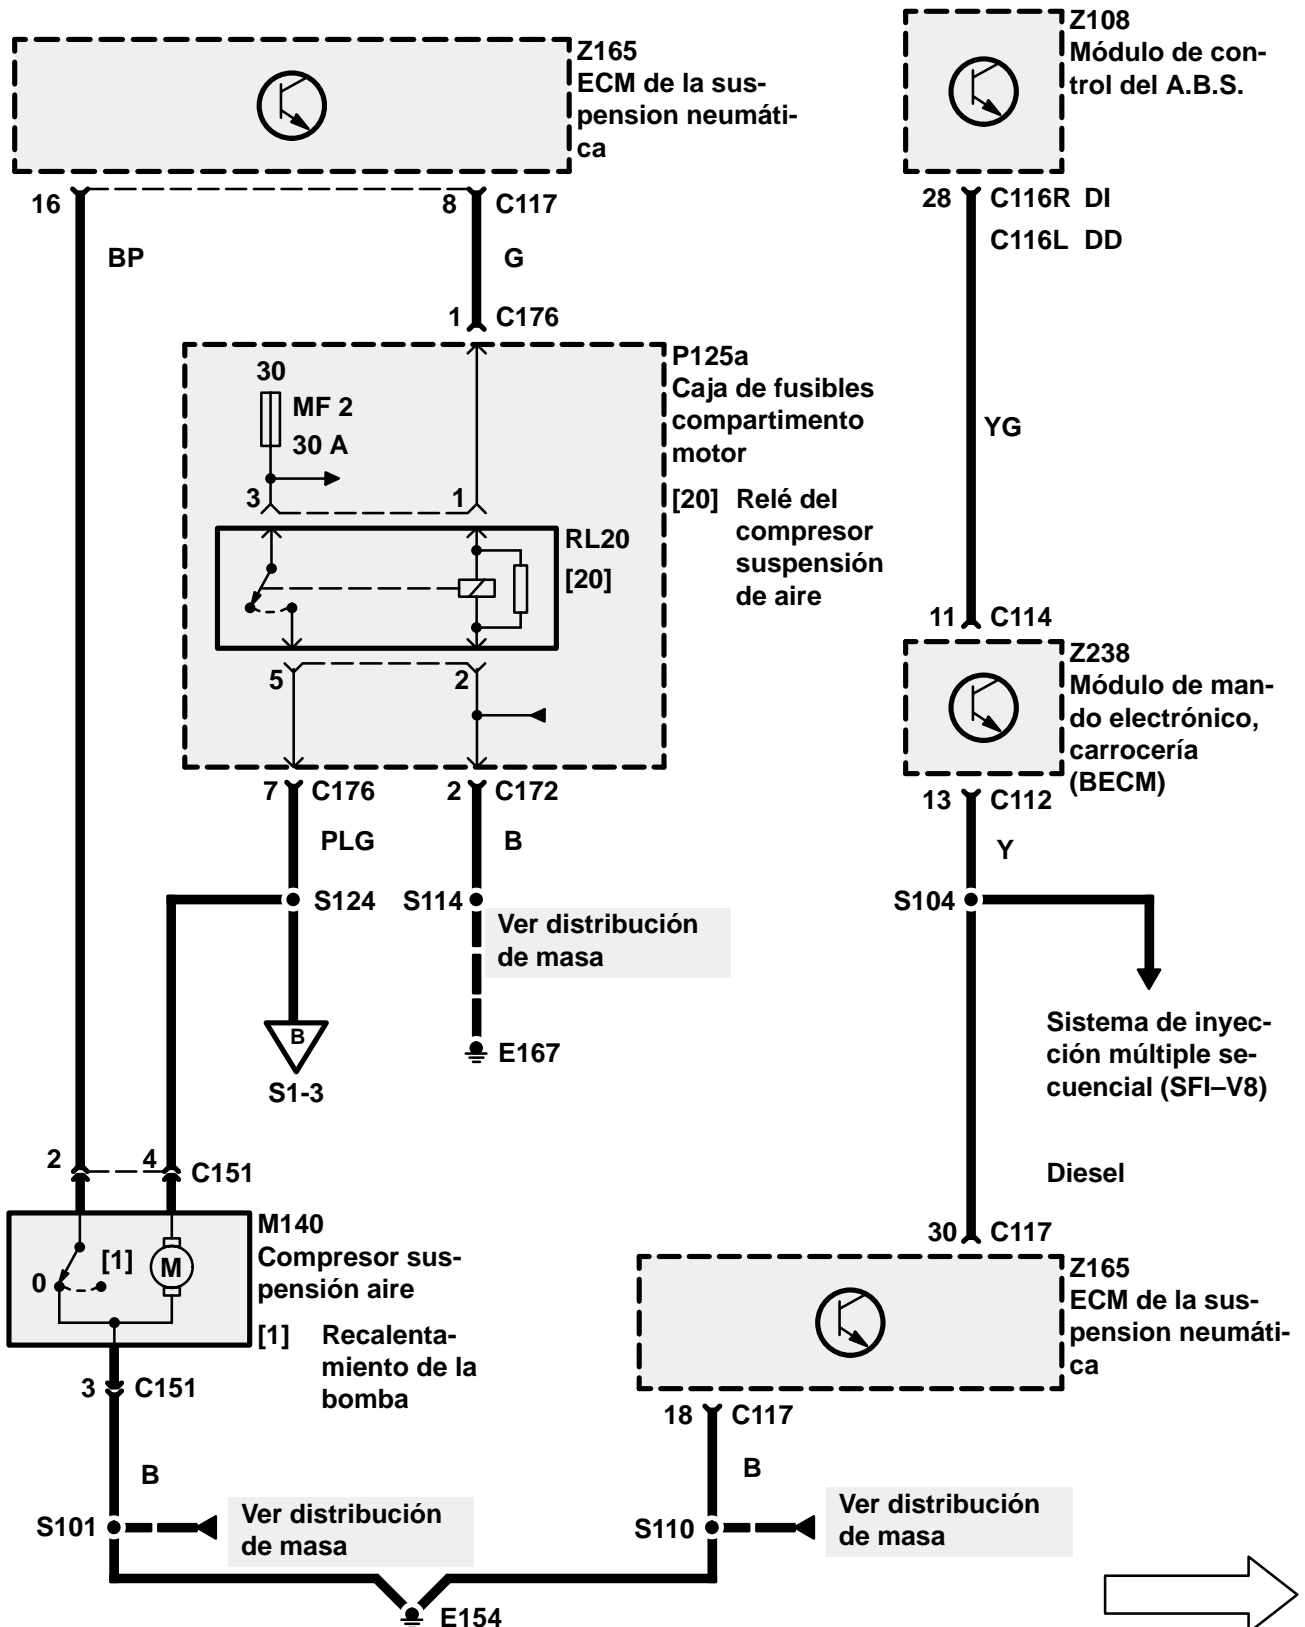 Z165
ECM de la sus-
pension neumáti-
ca
Z108
Módulo de con-
trol del A.B.S.
16
8
C117
28
C116R DI
C116L DD
BP
G
1
C176
P125a
Caja de fusibles
compartimento
motor
30
MF 2
30 A
YG
3
1
[20] Relé del
compresor
suspensión
de aire
RL20
[20]
11
C114
Z238
Módulo de man-
do electrónico,
carrocería
(BECM)
5
2
7
C176
2
C172
13
C112
PLG
B
Y
S124
S114
S104
Ver distribución
de masa
B
S1-3
E167
Sistema de inyec-
ción múltiple se-
cuencial (SFI–V8)
2
4
C151
Diesel
M140
Compresor sus-
pensión aire
0
[1]
M
[1] Recalenta-
miento de la
bomba
30
C117
Z165
ECM de la sus-
pension neumáti-
ca
3
C151
18
C117
B
B
S101
Ver distribución
de masa
S110
Ver distribución
de masa
E154